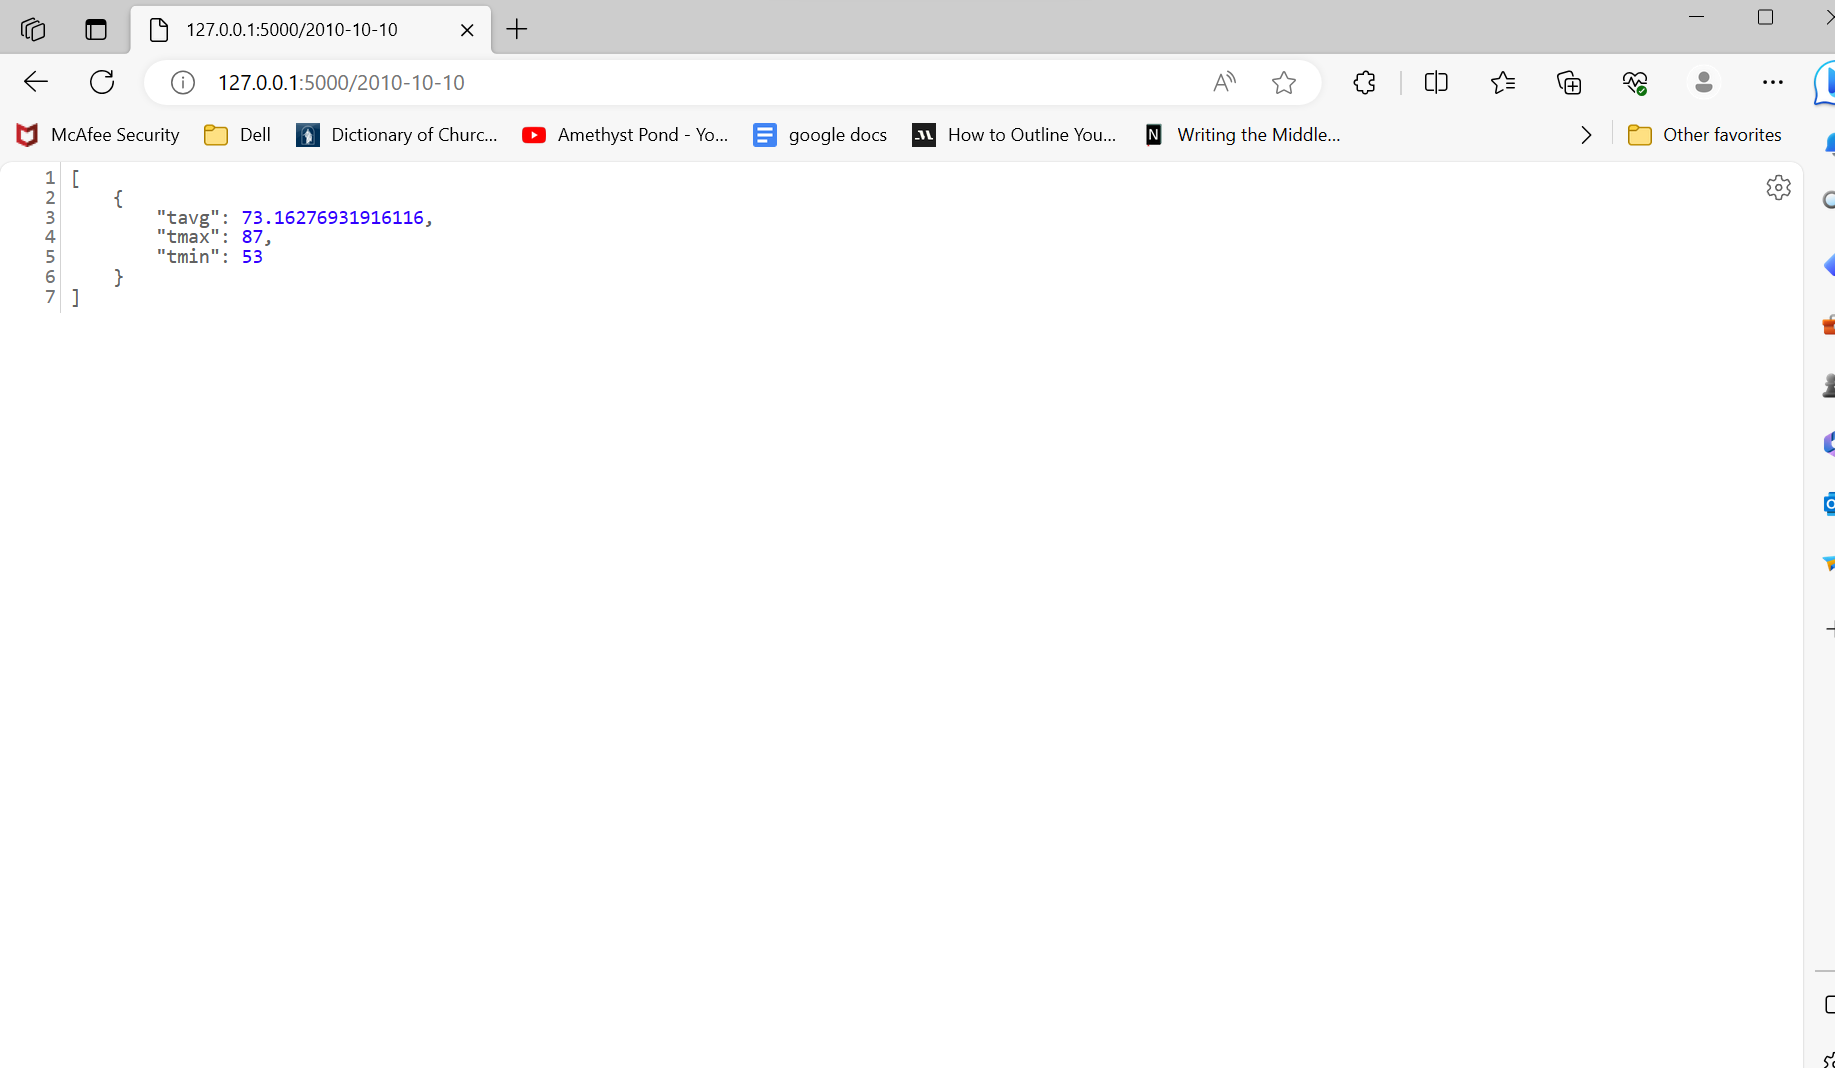 127.0.0.1:5000/2010-10-10
127.0.0.1:5000/2010-10-10
McAfee Security Dell Dictionary of Churc... Amethyst Pond - Yo... google docs How to Outline You... Writing the Middle... Other favorites
1 [
2 {
3 "tavg": 73.16276931916116,
4 "tmax": 87,
5 "tmin": 53
6 }
7 ]